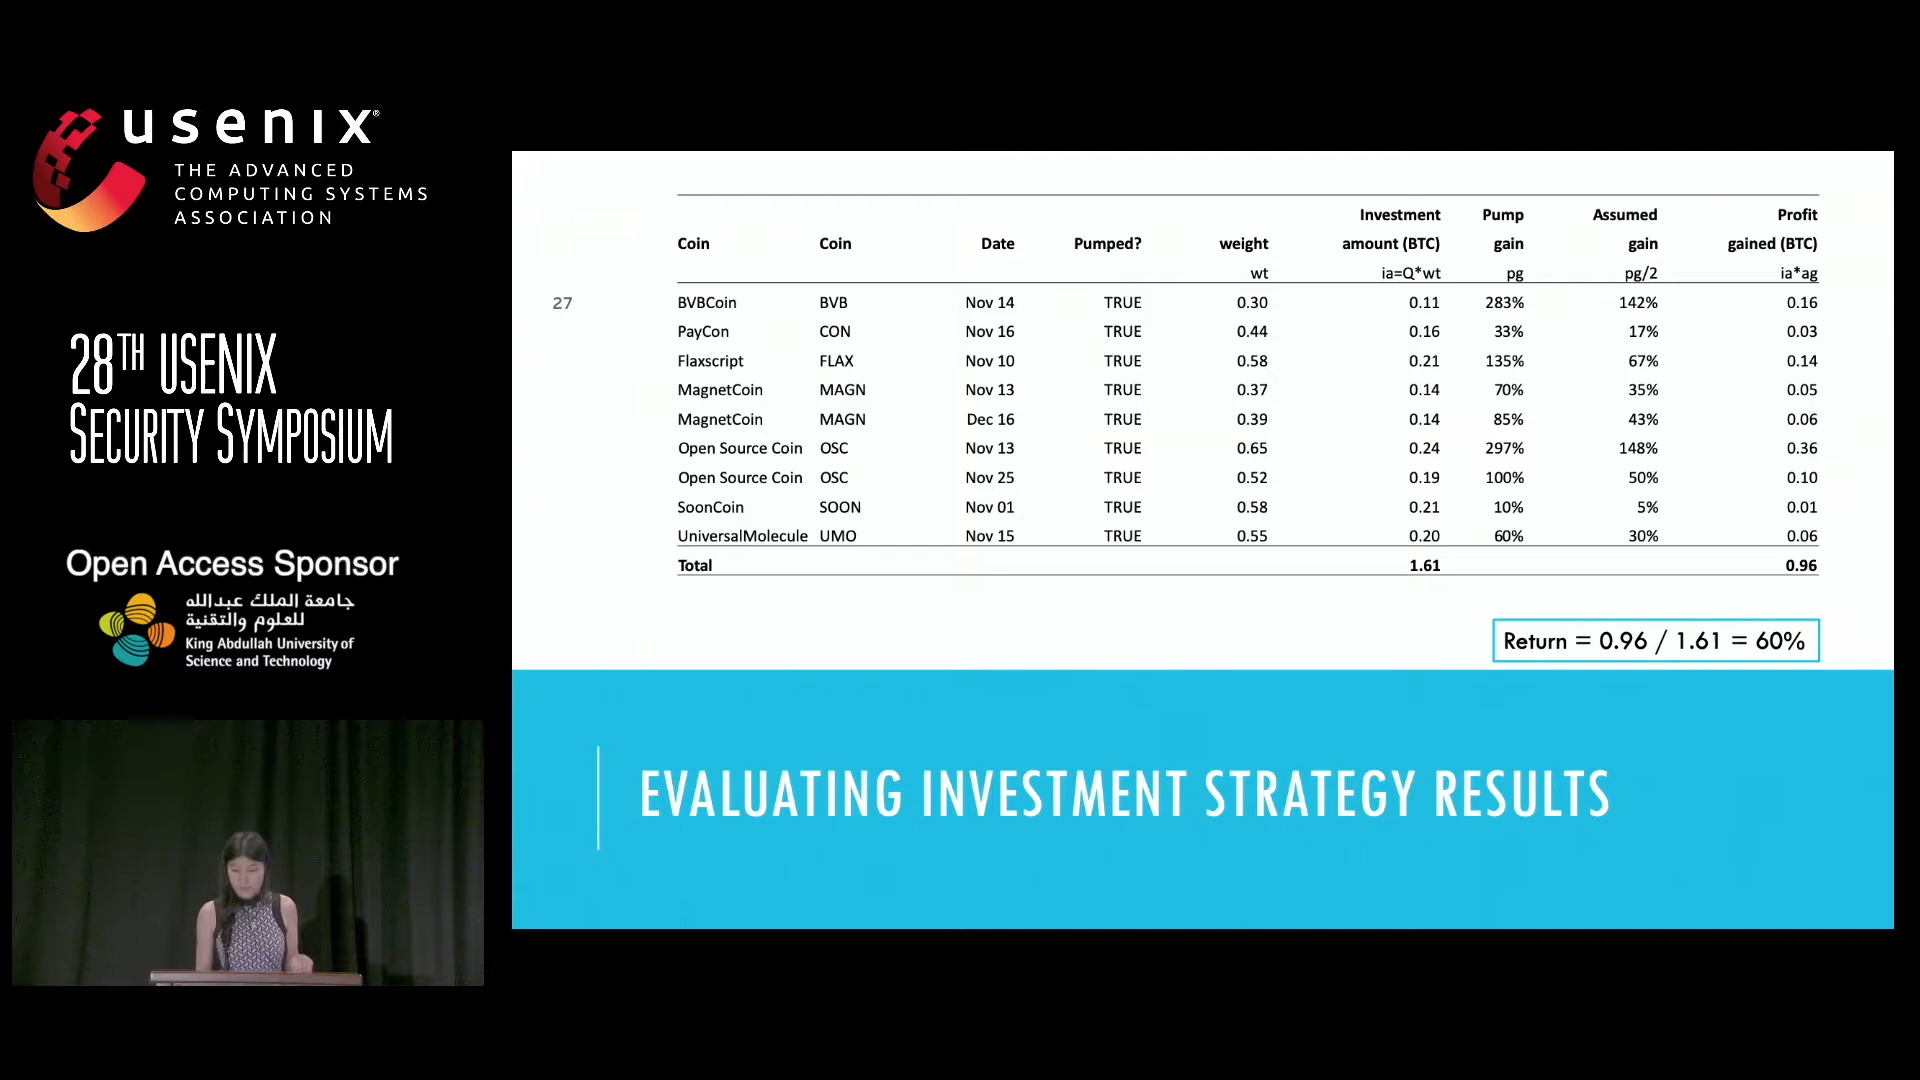 usenix®
THE ADVANCED
COMPUTING SYSTEMS
ASSOCIATION
28TH USENIX
SECURITY SYMPOSIUM
Open Access Sponsor
جامعة الملك عبدالله
للعلوم والتقنية
King Abdullah University of
Science and Technology
27
Investment Pump Assumed Profit
Coin Coin Date Pumped? weight amount (BTC) gain gain gained (BTC)
wt ia=Q*wt pg pg/2 ia*ag
BVBCoin BVB Nov 14 TRUE 0.30 0.11 283% 142% 0.16
PayCon CON Nov 16 TRUE 0.44 0.16 33% 17% 0.03
Flaxscript FLAX Nov 10 TRUE 0.58 0.21 135% 67% 0.14
MagnetCoin MAGN Nov 13 TRUE 0.37 0.14 70% 35% 0.05
MagnetCoin MAGN Dec 16 TRUE 0.39 0.14 85% 43% 0.06
Open Source Coin OSC Nov 13 TRUE 0.65 0.24 297% 148% 0.36
Open Source Coin OSC Nov 25 TRUE 0.52 0.19 100% 50% 0.10
SoonCoin SOON Nov 01 TRUE 0.58 0.21 10% 5% 0.01
UniversalMolecule UMO Nov 15 TRUE 0.55 0.20 60% 30% 0.06
Total 1.61 0.96
Return = 0.96 / 1.61 = 60%
EVALUATING INVESTMENT STRATEGY RESULTS